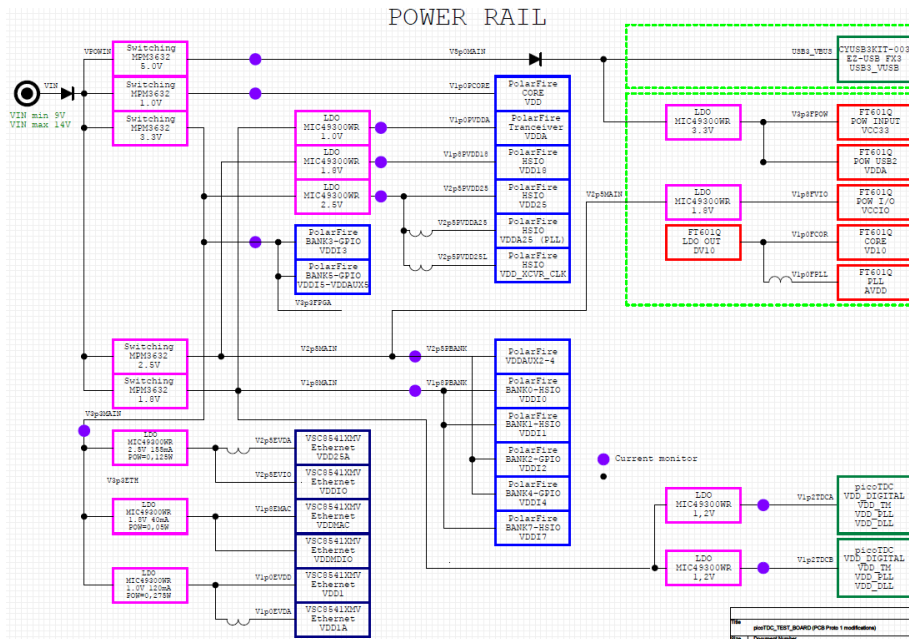 POWER RAIL
VPOWIN
Switching
MPM3632
5.0V
V5p0MAIN
USB3_VBUS
CYUSB3KIT-003
EZ-USB FX3
USB3_VUSB
VIN
VIN min 9V
VIN max 14V
Switching
MPM3632
1.0V
V1p0PCORE
PolarFire
CORE
VDD
Switching
MPM3632
3.3V
LDO
MIC49300WR
1.0V
V1p0PVDDA
PolarFire
Tranceiver
VDDA
LDO
MIC49300WR
3.3V
V3p3FPOW
FT601Q
POW INPUT
VCC33
LDO
MIC49300WR
1.8V
V1p8PVDD18
PolarFire
HSIO
VDD18
FT601Q
POW USB2
VDDA
LDO
MIC49300WR
2.5V
V2p5PVDD25
PolarFire
HSIO
VDD25
V2p5MAIN
LDO
MIC49300WR
1.8V
V1p8FVIO
FT601Q
POW I/O
VCCIO
PolarFire
BANK3-GPIO
VDDI3
V2p5PVDDA25
PolarFire
HSIO
VDDA25 (PLL)
FT601Q
LDO OUT
DV10
V1p0FCOR
FT601Q
CORE
VD10
PolarFire
BANK5-GPIO
VDDI5-VDDAUX5
V2p5PVDD25L
PolarFire
HSIO
VDD_XCVR_CLK
V1p0FPLL
FT601Q
PLL
AVDD
V3p3FPGA
Switching
MPM3632
2.5V
V2p5MAIN
V2p5PBANK
PolarFire
VDDAUX2-4
Switching
MPM3632
1.8V
V1p8MAIN
V1p8PBANK
PolarFire
BANK0-HSIO
VDDI0
V3p3MAIN
PolarFire
BANK1-HSIO
VDDI1
LDO
MIC49300WR
2.5V 155mA
POW=0,125W
V2p5EVDA
VSC8541XMV
Ethernet
VDD25A
PolarFire
BANK2-GPIO
VDDI2
Current monitor
V3p3ETH
V2p5EVIO
VSC8541XMV
Ethernet
VDDIO
PolarFire
BANK4-GPIO
VDDI4
LDO
MIC49300WR
1.8V 40mA
POW=0,05W
V1p8EMAC
VSC8541XMV
Ethernet
VDDMAC
PolarFire
BANK7-HSIO
VDDI7
LDO
MIC49300WR
1,2V
V1p2TDCA
picoTDC
VDD_DIGITAL
VDD_TM
VDD_PLL
VDD_DLL
VSC8541XMV
Ethernet
VDDMDIO
LDO
MIC49300WR
1.0V 120mA
POW=0,275W
V1p0EVDD
VSC8541XMV
Ethernet
VDD1
LDO
MIC49300WR
1,2V
V1p2TDCB
picoTDC
VDD_DIGITAL
VDD_TM
VDD_PLL
VDD_DLL
V1p0EVDA
VSC8541XMV
Ethernet
VDD1A
Title
picoTDC_TEST_BOARD (PCB Proto 1 modifications)